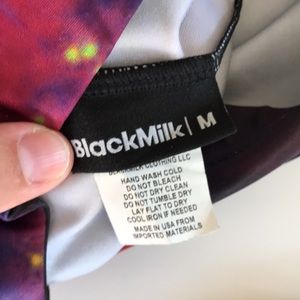 BlackMilk | M
BLACKMILK CLOTHING LLC
HAND WASH COLD
DO NOT BLEACH
DO NOT DRY CLEAN
DO NOT TUMBLE DRY
LAY FLAT TO DRY
COOL IRON IF NEEDED
MADE IN USA FROM
IMPORTED MATERIALS